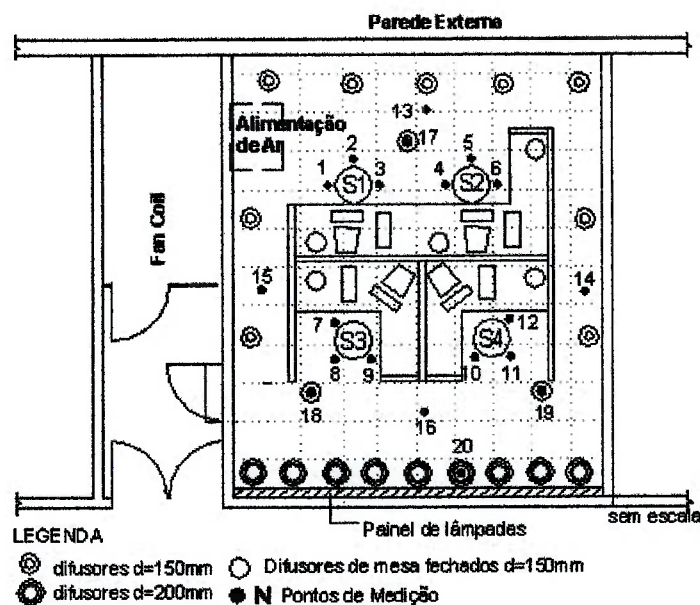 Parede Externa
13
Alimentação
de Ar
17
2
5
1
S1
3
4
S2
6
Fan Coil
15
14
7
S3
12
S4
8
9
10
11
18
16
19
20
Painel de lâmpadas
sem escala
LEGENDA
difusores d=150mm
Difusores de mesa fechados d=150mm
difusores d=200mm
N Pontos de Medição